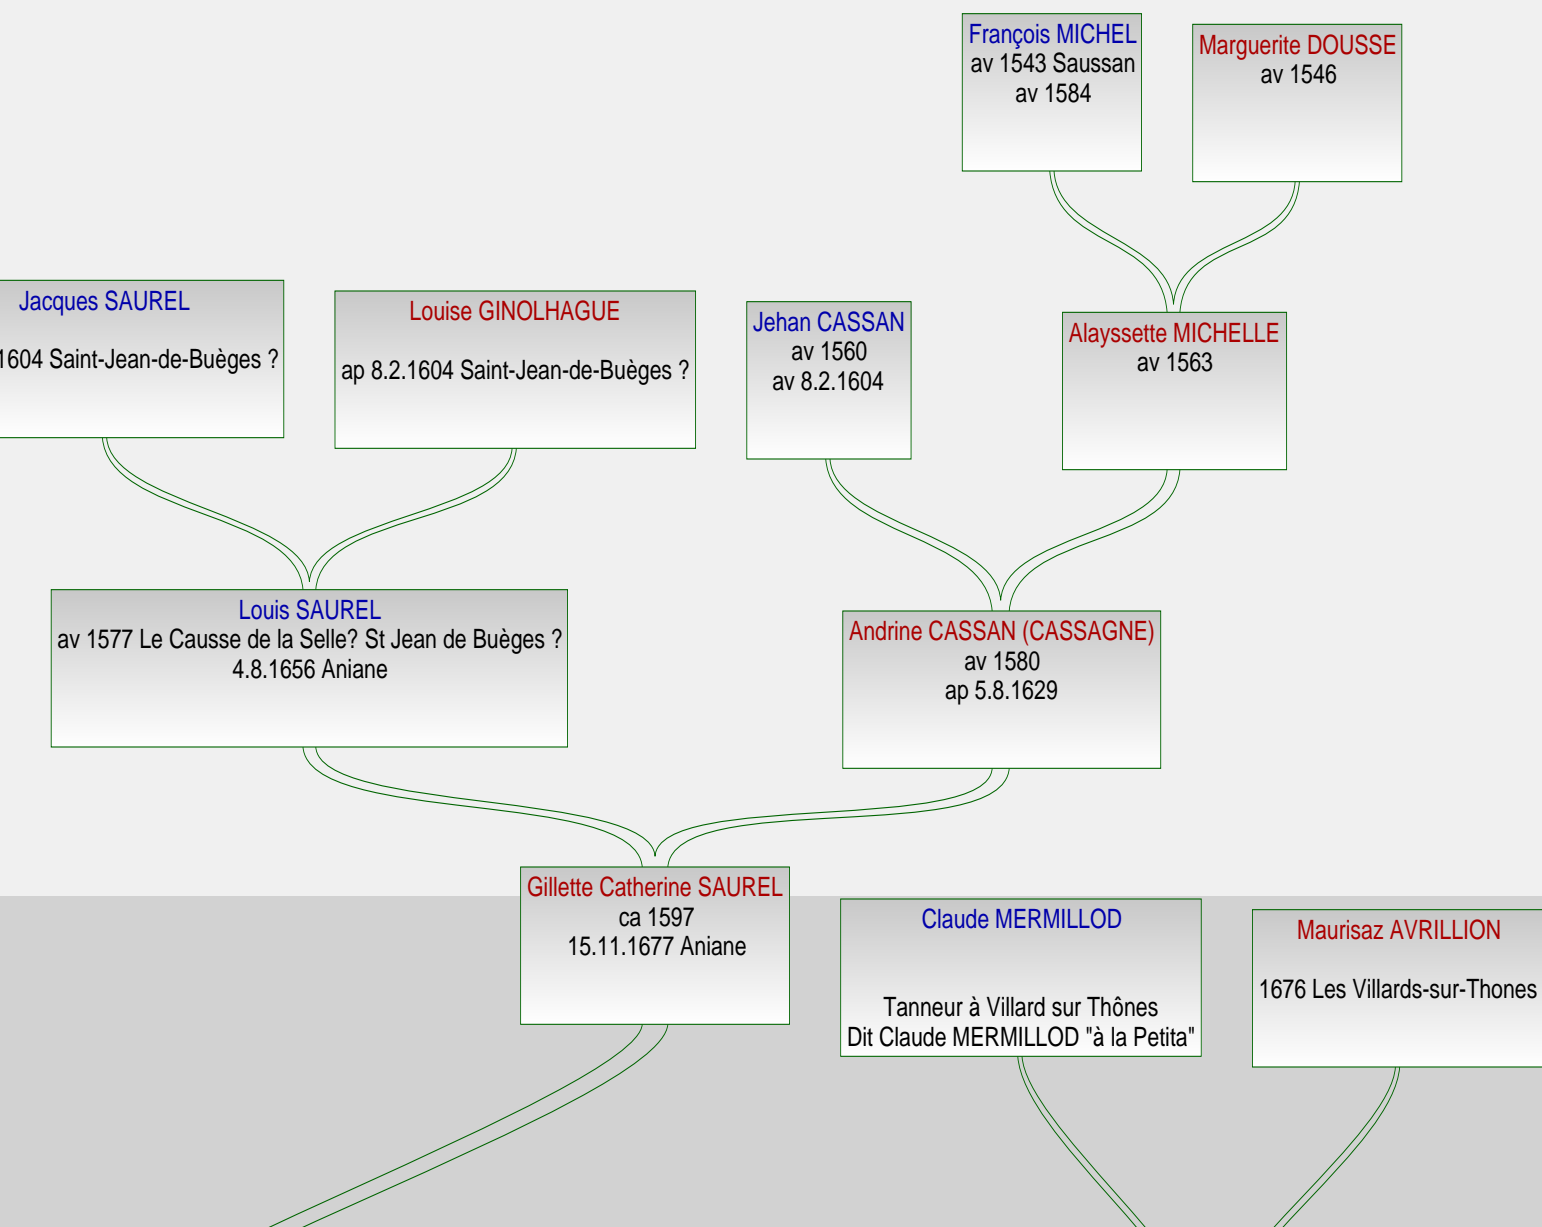 François MICHEL
av 1543 Saussan
av 1584
Marguerite DOUSSE
av 1546
Jacques SAUREL
1604 Saint-Jean-de-Buèges ?
Louise GINOLHAGUE
ap 8.2.1604 Saint-Jean-de-Buèges ?
Jehan CASSAN
av 1560
av 8.2.1604
Alayssette MICHELLE
av 1563
Louis SAUREL
av 1577 Le Causse de la Selle? St Jean de Buèges ?
4.8.1656 Aniane
Andrine CASSAN (CASSAGNE)
av 1580
ap 5.8.1629
Gillette Catherine SAUREL
ca 1597
15.11.1677 Aniane
Claude MERMILLOD
Tanneur à Villard sur Thônes
Dit Claude MERMILLOD "à la Petita"
Maurisaz AVRILLION
1676 Les Villards-sur-Thones